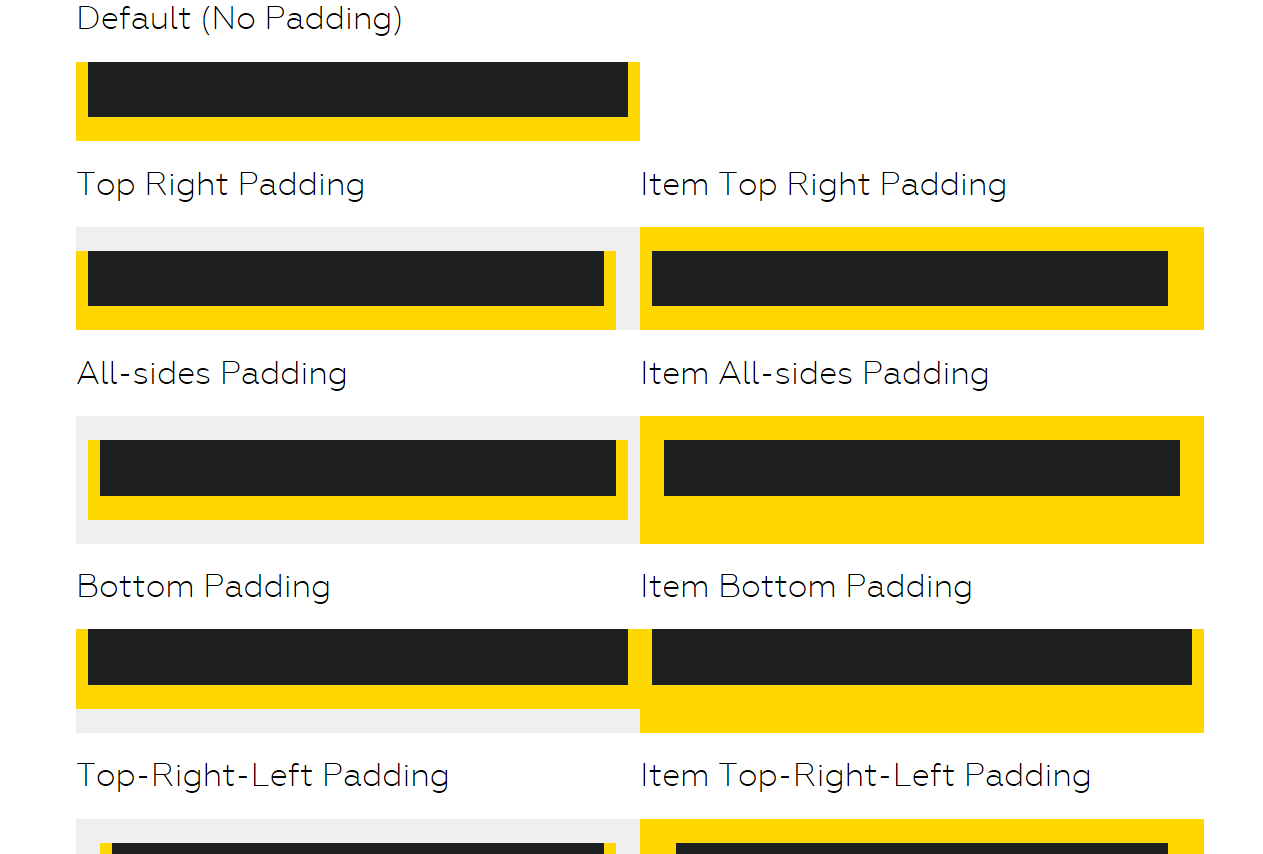 Default (No Padding)
Top Right Padding
Item Top Right Padding
All-sides Padding
Item All-sides Padding
Bottom Padding
Item Bottom Padding
Top-Right-Left Padding
Item Top-Right-Left Padding